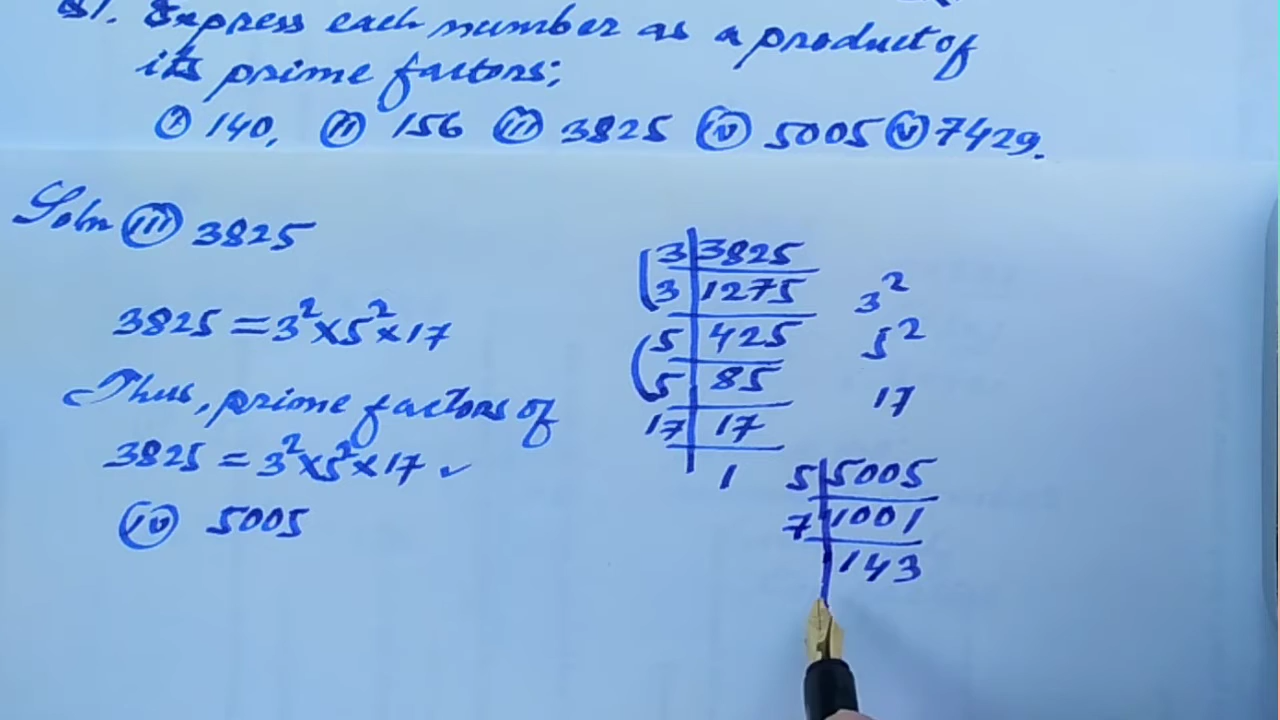 Q1. Express each number as a product of
its prime factors;
(i) 140, (ii) 156 (iii) 3825 (iv) 5005 (v) 7429.
Soln (iii) 3825
3825 = 3² × 5² × 17
Thus, prime factors of
3825 = 3² × 5² × 17 ✓
(iv) 5005
3 | 3825
3 | 1275 3²
5 | 425 5²
5 | 85
17 | 17 17
1
5 | 5005
7 | 1001
143